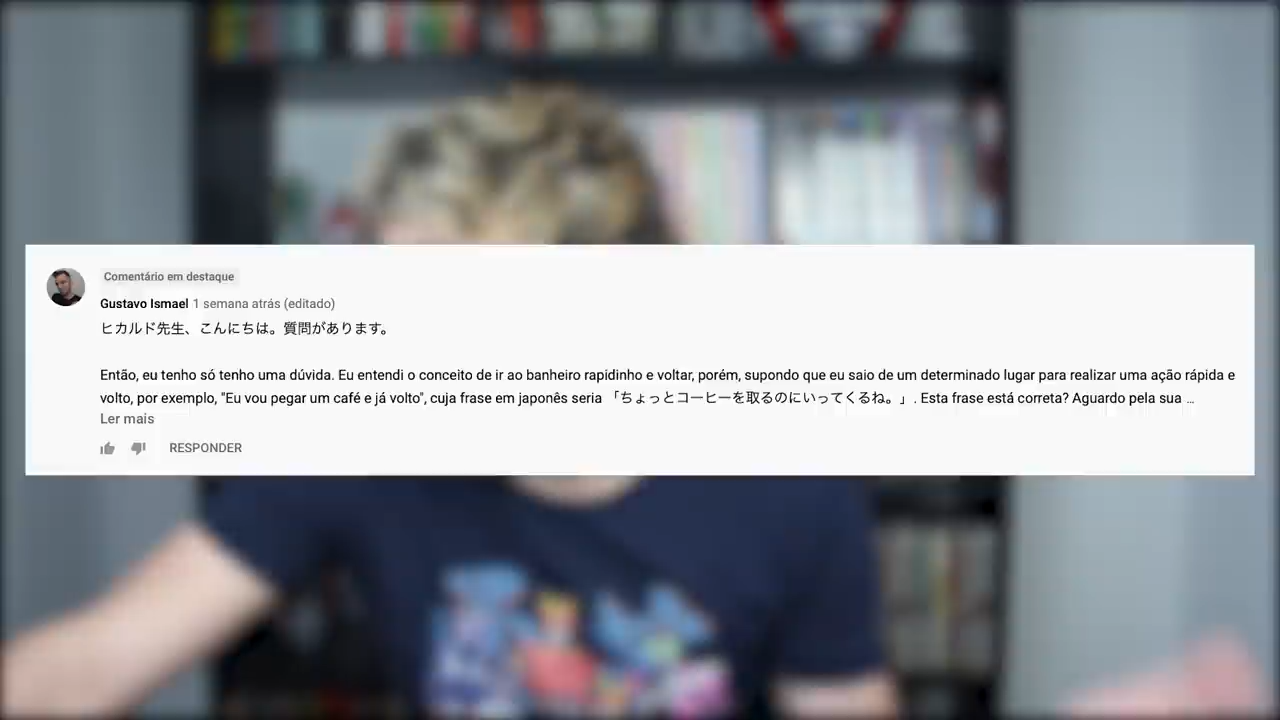 Comentário em destaque
Gustavo Ismael 1 semana atrás (editado)
ヒカルド先生、こんにちは。質問があります。
Então, eu tenho só tenho uma dúvida. Eu entendi o conceito de ir ao banheiro rapidinho e voltar, porém, supondo que eu saio de um determinado lugar para realizar uma ação rápida e
volto, por exemplo, "Eu vou pegar um café e já volto", cuja frase em japonês seria 「ちょっとコーヒーを取るのにいってくるね。」. Esta frase está correta? Aguardo pela sua ...
Ler mais
RESPONDER